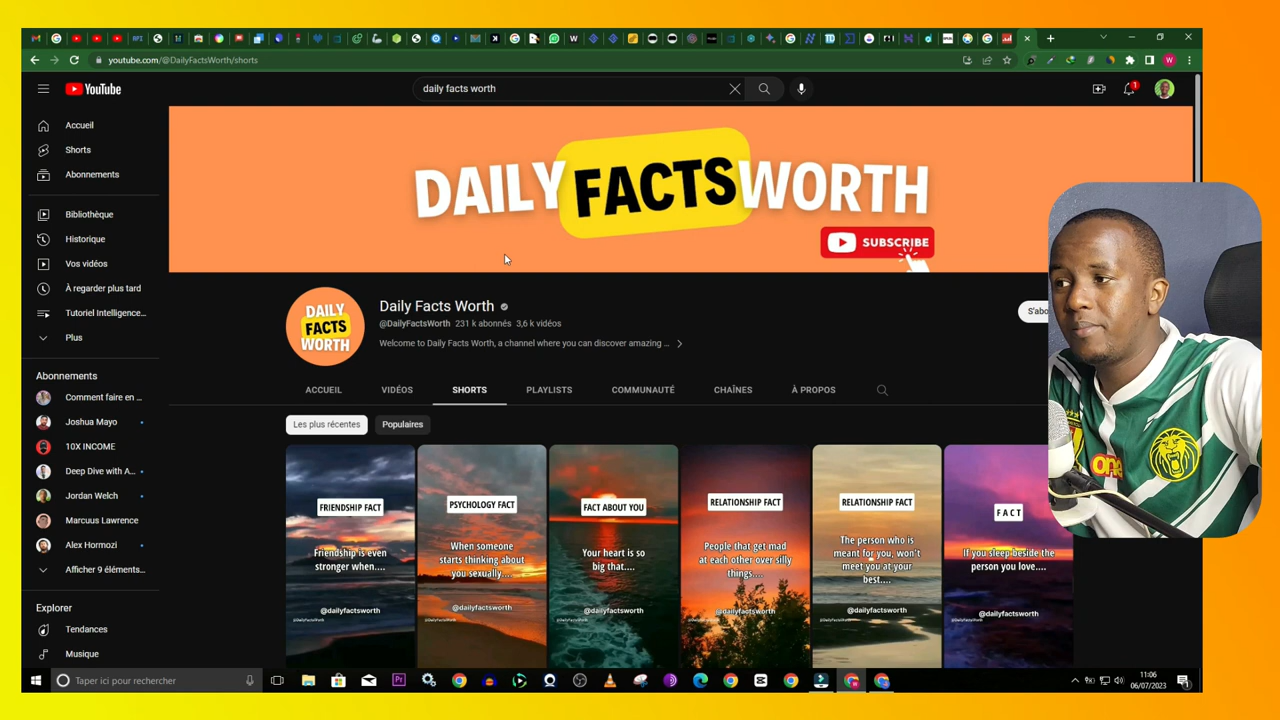 youtube.com/@DailyFactsWorth/shorts
YouTube
daily facts worth
1
W
Accueil
Shorts
Abonnements
Bibliothèque
Historique
Vos vidéos
À regarder plus tard
Tutoriel Intelligence...
Plus
Abonnements
Comment faire en ...
Joshua Mayo
10X INCOME
Deep Dive with A...
Jordan Welch
Marcuus Lawrence
Alex Hormozi
Afficher 9 éléments...
Explorer
Tendances
Musique
DAILY FACTS WORTH
SUBSCRIBE
DAILY
FACTS
WORTH
Daily Facts Worth
@DailyFactsWorth 231 k abonnés 3,6 k vidéos
Welcome to Daily Facts Worth, a channel where you can discover amazing ...
S'abo
ACCUEIL VIDÉOS SHORTS PLAYLISTS COMMUNAUTÉ CHAÎNES À PROPOS
Les plus récentes Populaires
FRIENDSHIP FACT
Friendship is even
stronger when....
@dailyfactsworth
@DailyFactsWorth
PSYCHOLOGY FACT
When someone
starts thinking about
you sexually....
@dailyfactsworth
@DailyFactsWorth
FACT ABOUT YOU
Your heart is so
big that....
@dailyfactsworth
@DailyFactsWorth
RELATIONSHIP FACT
People that get mad
at each other over silly
things....
@dailyfactsworth
@DailyFactsWorth
RELATIONSHIP FACT
The person who is
meant for you, won't
meet you at your
best....
@dailyfactsworth
@DailyFactsWorth
FACT
If you sleep beside the
person you love....
@dailyfactsworth
@DailyFactsWorth
one
Taper ici pour rechercher
11:06
06/07/2023